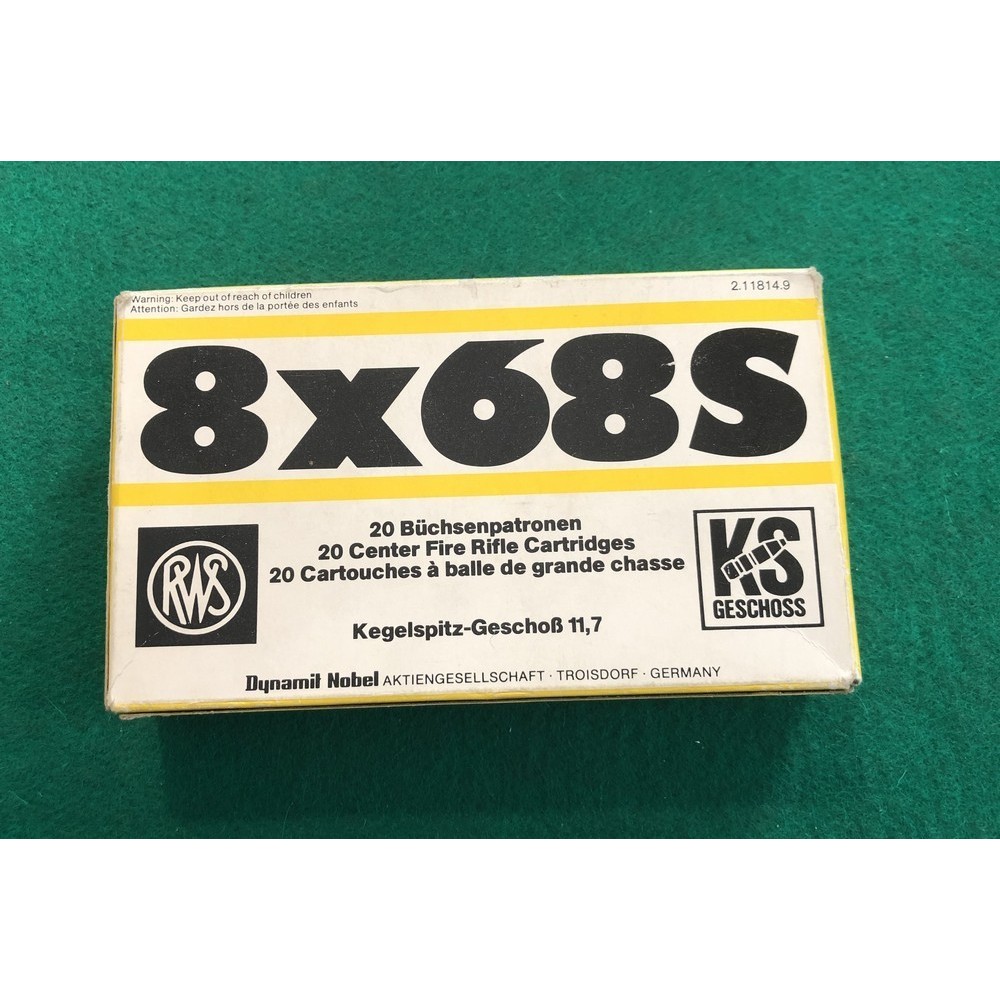 Warning: Keep out of reach of children
Attention: Gardez hors de la portée des enfants
2.11814.9
8x68S
RWS
20 Büchsenpatronen
20 Center Fire Rifle Cartridges
20 Cartouches à balle de grande chasse
KS
GESCHOSS
Kegelspitz-Geschoß 11,7
Dynamit Nobel AKTIENGESELLSCHAFT · TROISDORF · GERMANY